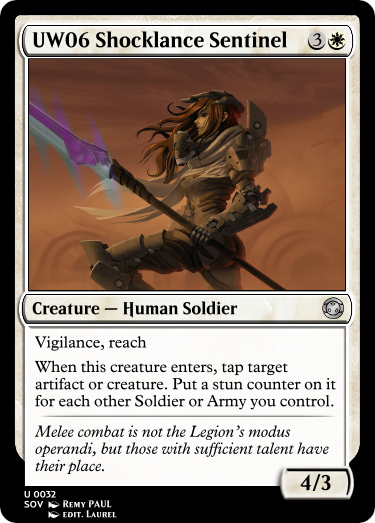 UW06 Shocklance Sentinel 3
Creature — Human Soldier
Vigilance, reach
When this creature enters, tap target
artifact or creature. Put a stun counter on it
for each other Soldier or Army you control.
Melee combat is not the Legion's modus
operandi, but those with sufficient talent have
their place.
4/3
U 0032
SOV Remy PAUL
edit. Laurel